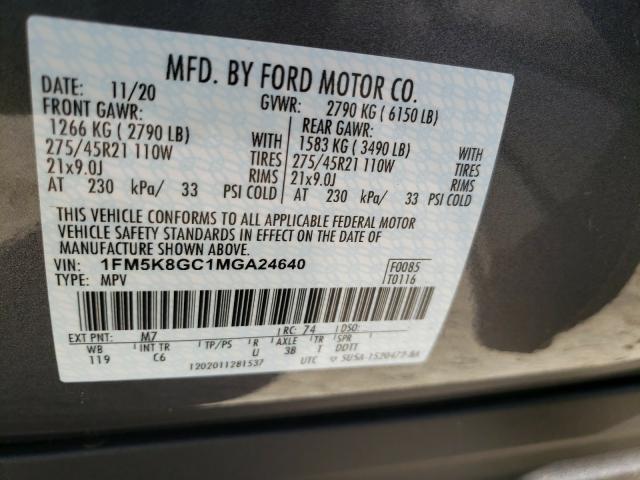 MFD. BY FORD MOTOR CO.
DATE: 11/20 GVWR: 2790 KG ( 6150 LB)
FRONT GAWR: REAR GAWR:
1266 KG ( 2790 LB) WITH 1583 KG ( 3490 LB) WITH
275/45R21 110W TIRES 275/45R21 110W TIRES
21x9.0J RIMS 21x9.0J RIMS
AT 230 kPa/ 33 PSI COLD AT 230 kPa/ 33 PSI COLD
THIS VEHICLE CONFORMS TO ALL APPLICABLE FEDERAL MOTOR
VEHICLE SAFETY STANDARDS IN EFFECT ON THE DATE OF
MANUFACTURE SHOWN ABOVE.
VIN: 1FM5K8GC1MGA24640 F0085
TYPE: MPV T0116
EXT PNT: M7 RC: 74 DSO:
WB INT TR TP/PS R AXLE TR SPR
119 C6 U 3B T DDTT
1202011281537 UTC